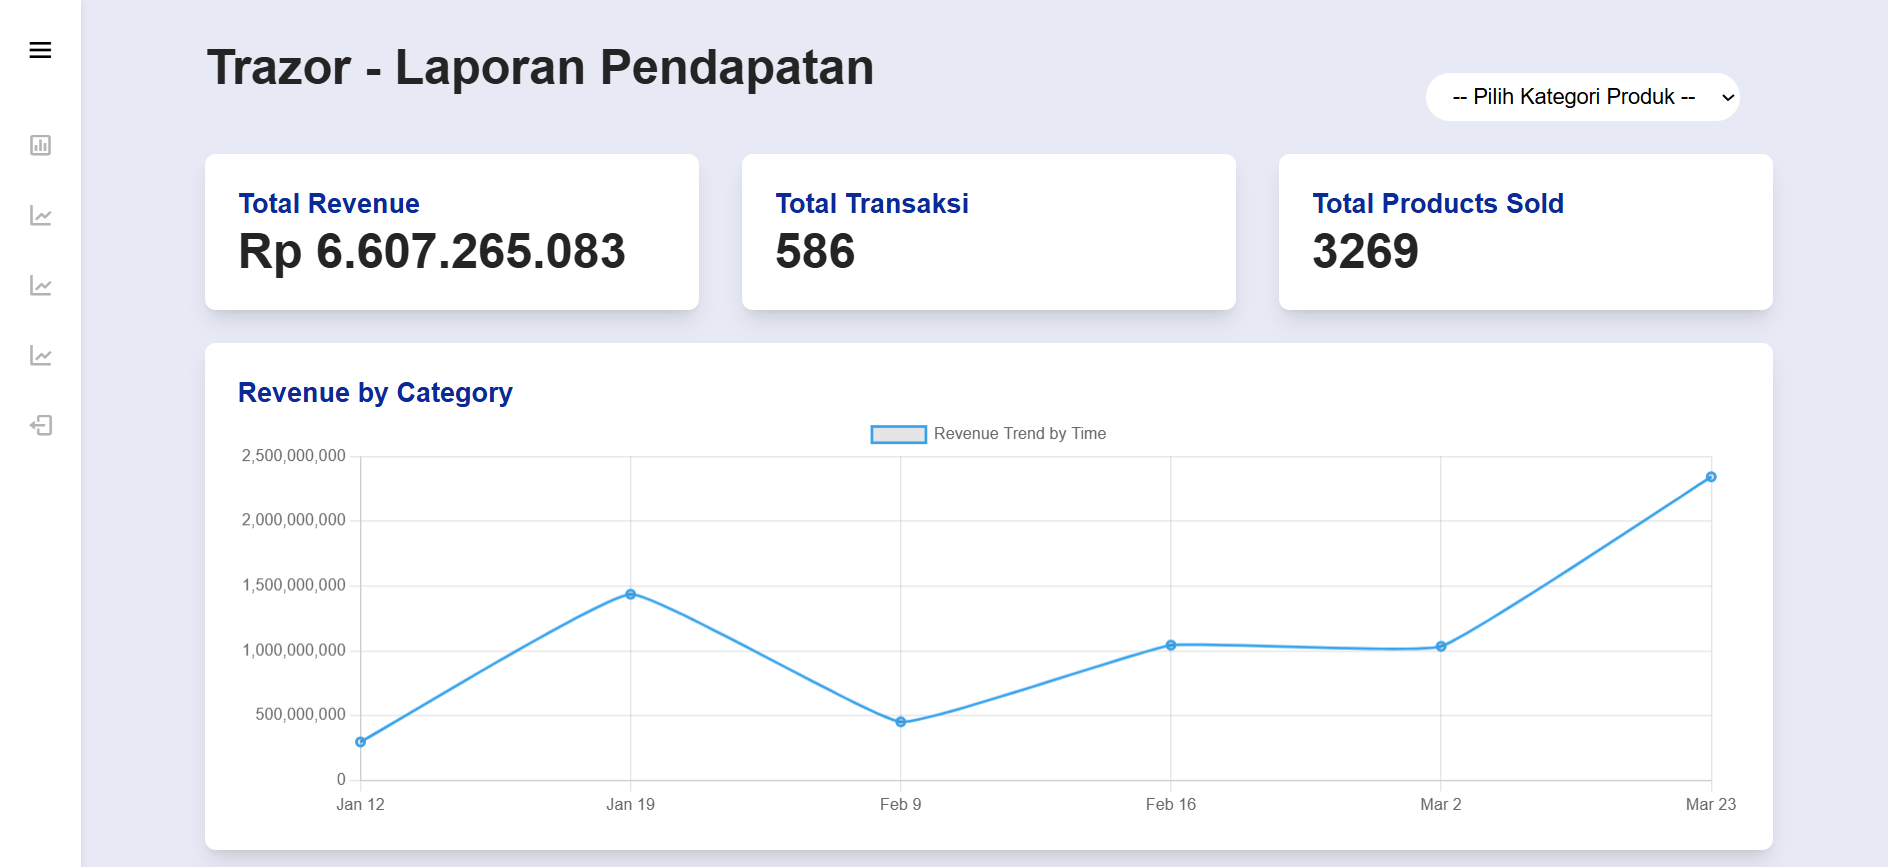 Trazor - Laporan Pendapatan
-- Pilih Kategori Produk --
Total Revenue
Rp 6.607.265.083
Total Transaksi
586
Total Products Sold
3269
Revenue by Category
Revenue Trend by Time
2,500,000,000
2,000,000,000
1,500,000,000
1,000,000,000
500,000,000
0
Jan 12 Jan 19 Feb 9 Feb 16 Mar 2 Mar 23